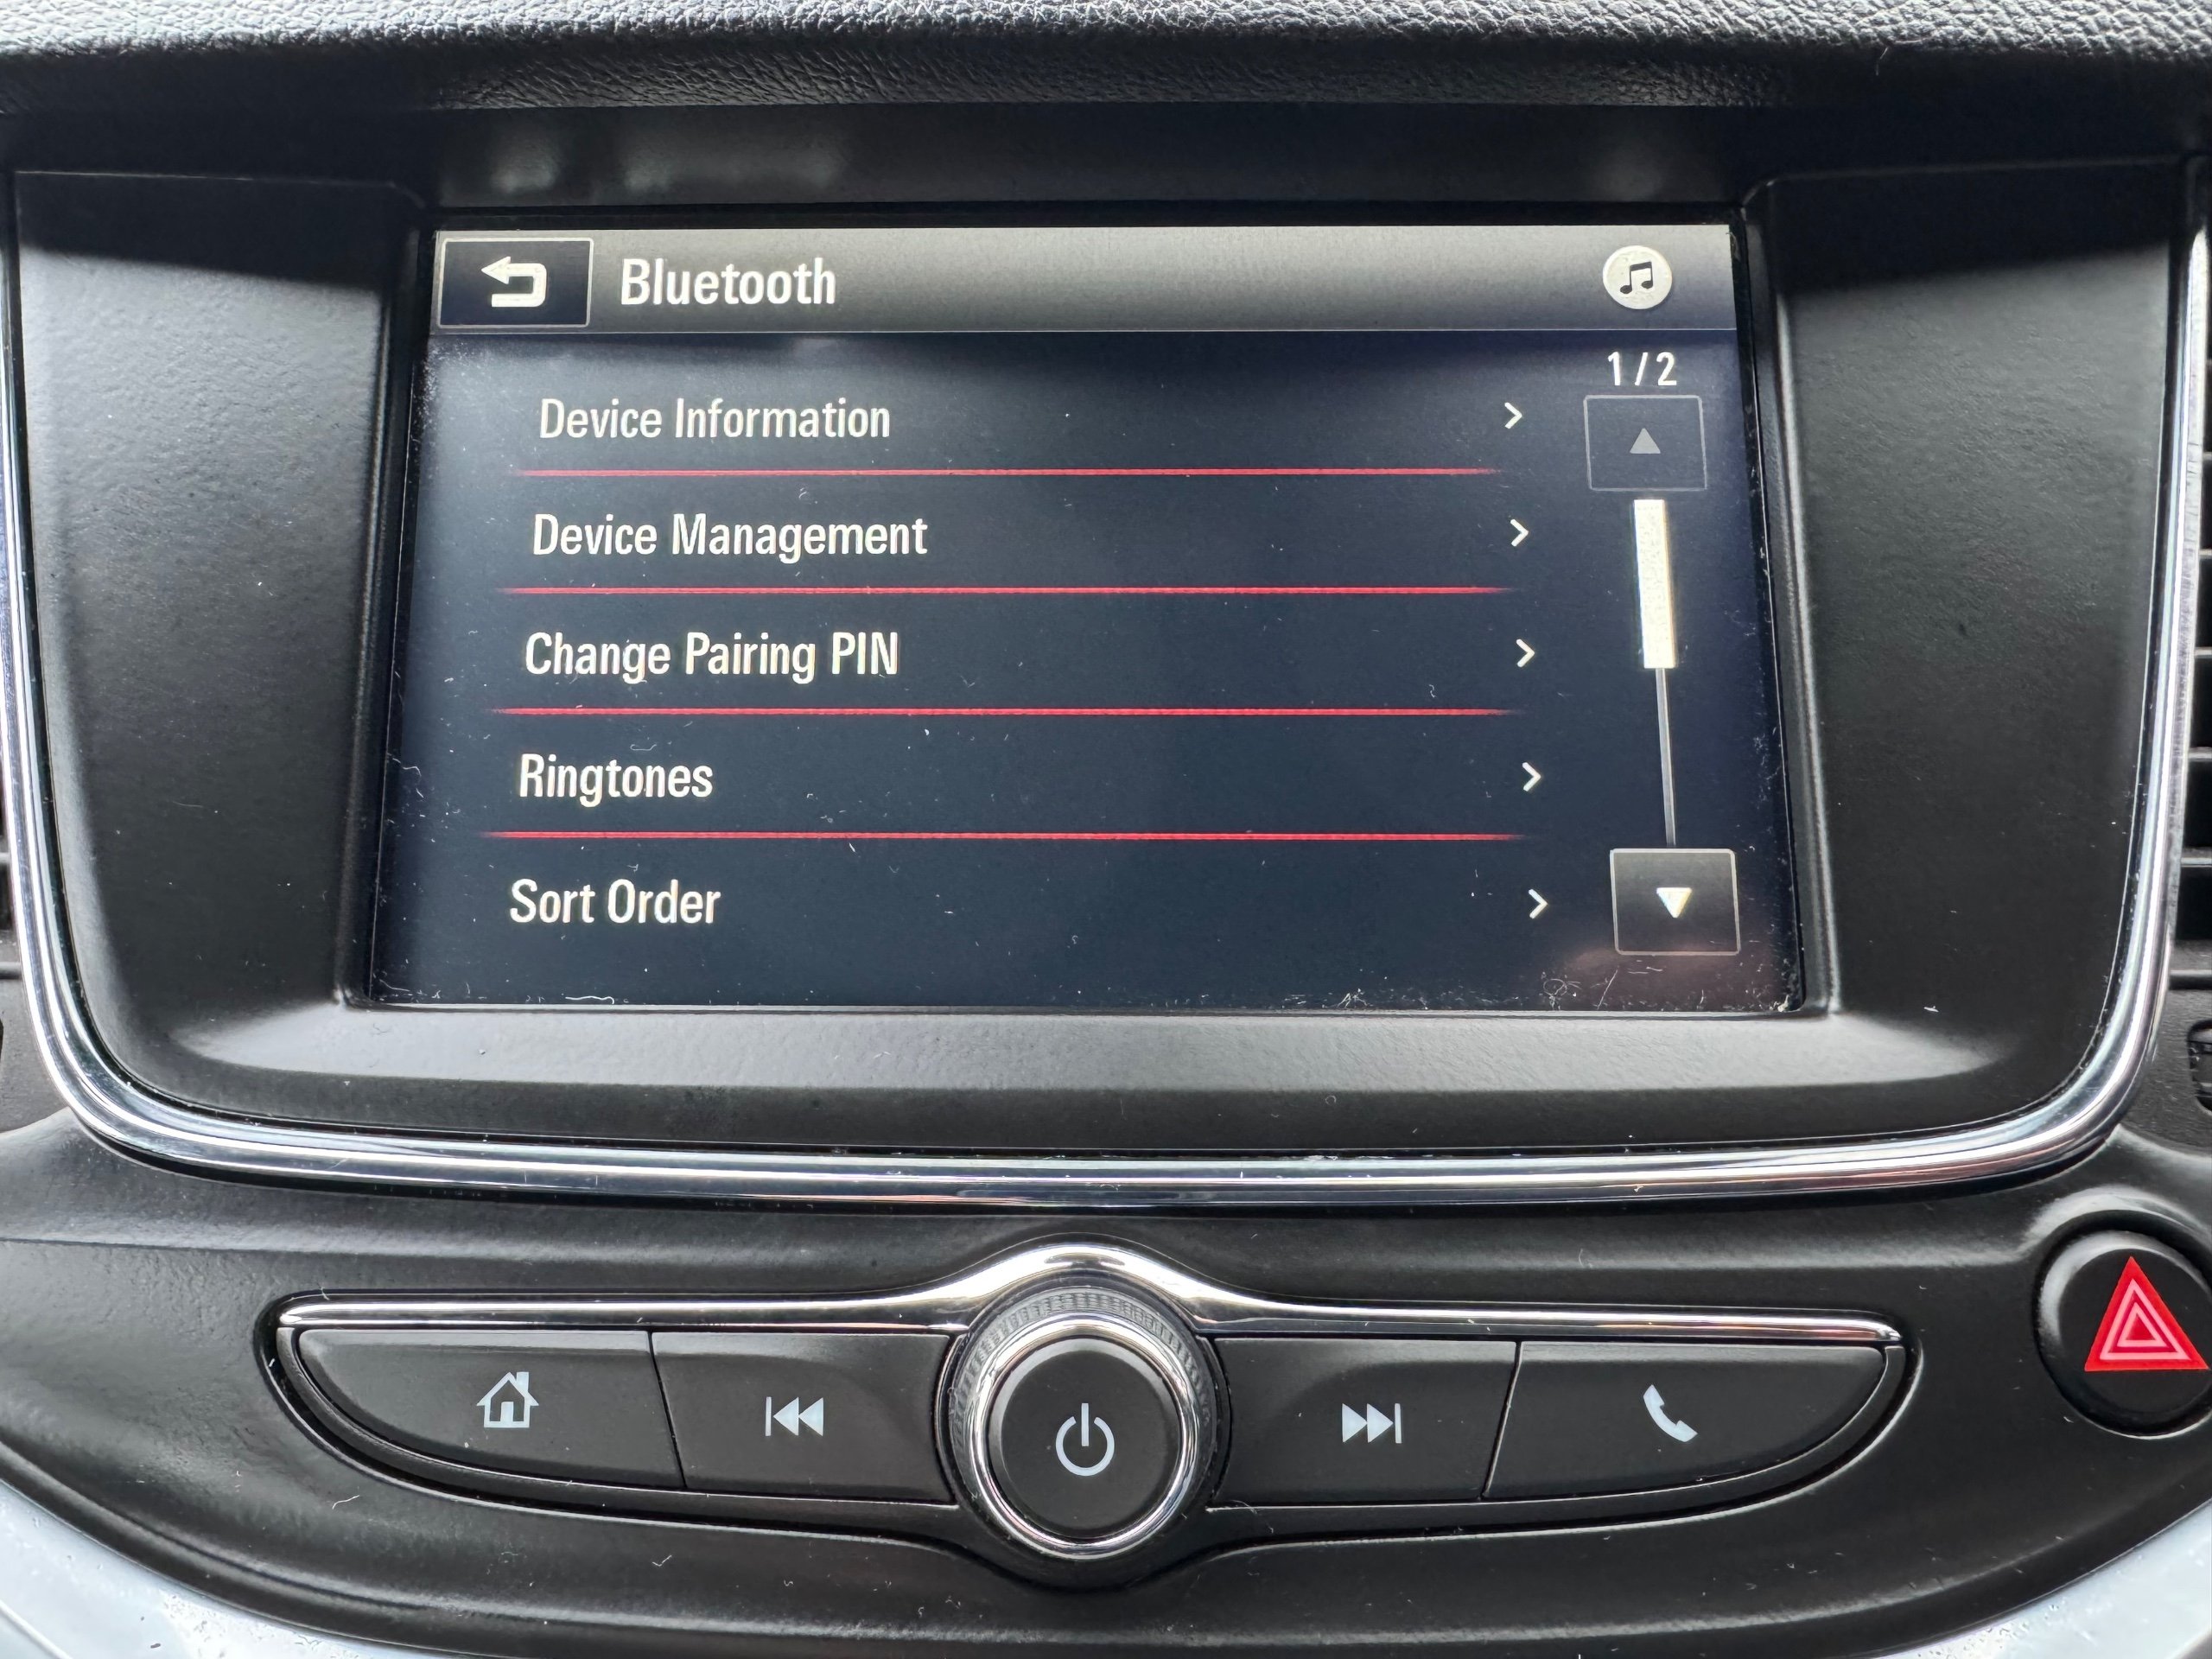 Bluetooth
1/2
Device Information
Device Management
Change Pairing PIN
Ringtones
Sort Order